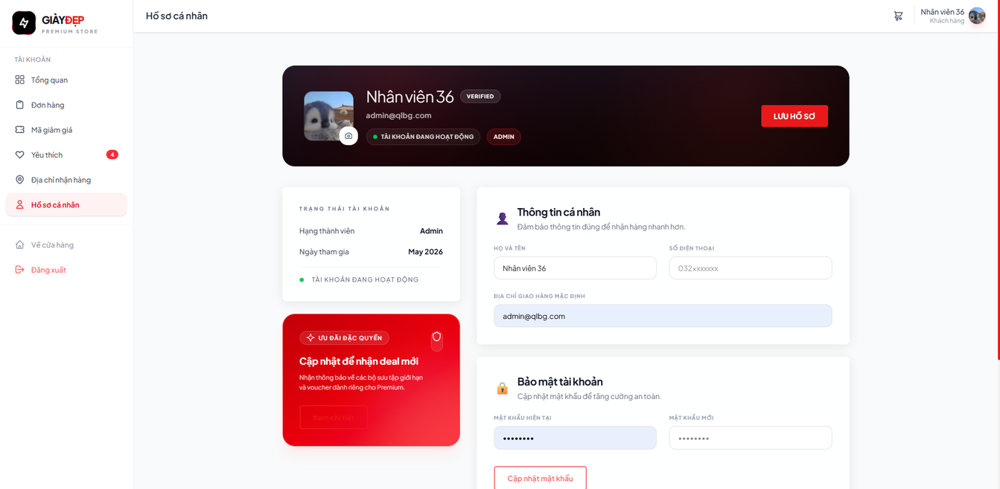 GIÀYĐẸP
PREMIUM STORE
Hồ sơ cá nhân
Nhân viên 36
Khách hàng
TÀI KHOẢN
Tổng quan
Đơn hàng
Mã giảm giá
Yêu thích 4
Địa chỉ nhận hàng
Hồ sơ cá nhân
Về cửa hàng
Đăng xuất
Nhân viên 36 VERIFIED
admin@qlbg.com
TÀI KHOẢN ĐANG HOẠT ĐỘNG ADMIN
LƯU HỒ SƠ
TRẠNG THÁI TÀI KHOẢN
Hạng thành viên Admin
Ngày tham gia May 2026
TÀI KHOẢN ĐANG HOẠT ĐỘNG
ƯU ĐÃI ĐẶC QUYỀN
Cập nhật để nhận deal mới
Nhận thông báo về các bộ sưu tập giới hạn
và voucher dành riêng cho Premium.
Xem chi tiết
Thông tin cá nhân
Đảm bảo thông tin đúng để nhận hàng nhanh hơn.
HỌ VÀ TÊN SỐ ĐIỆN THOẠI
Nhân viên 36 032xxxxxxx
ĐỊA CHỈ GIAO HÀNG MẶC ĐỊNH
admin@qlbg.com
Bảo mật tài khoản
Cập nhật mật khẩu để tăng cường an toàn.
MẬT KHẨU HIỆN TẠI MẬT KHẨU MỚI
•••••••• ••••••••
Cập nhật mật khẩu